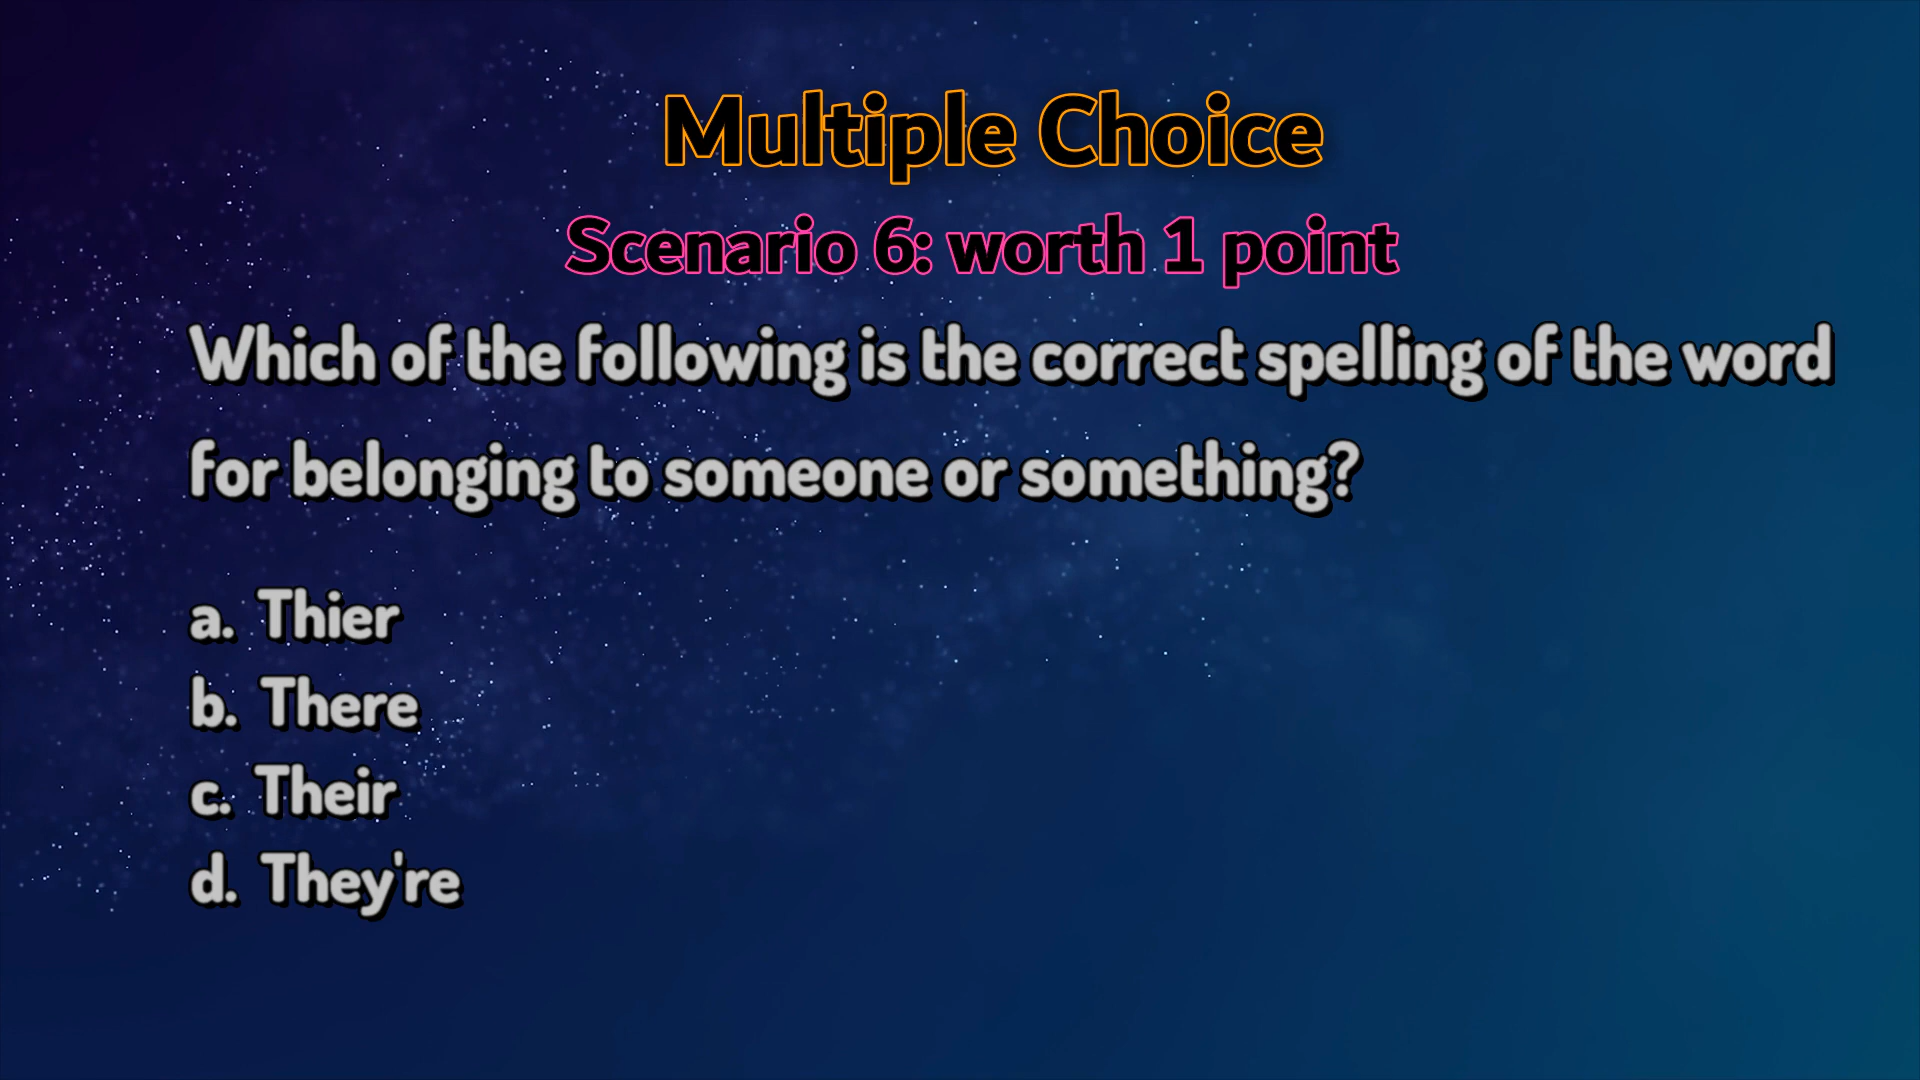 Multiple Choice
Scenario 6: worth 1 point
Which of the following is the correct spelling of the word
for belonging to someone or something?
a. Thier
b. There
c. Their
d. They're